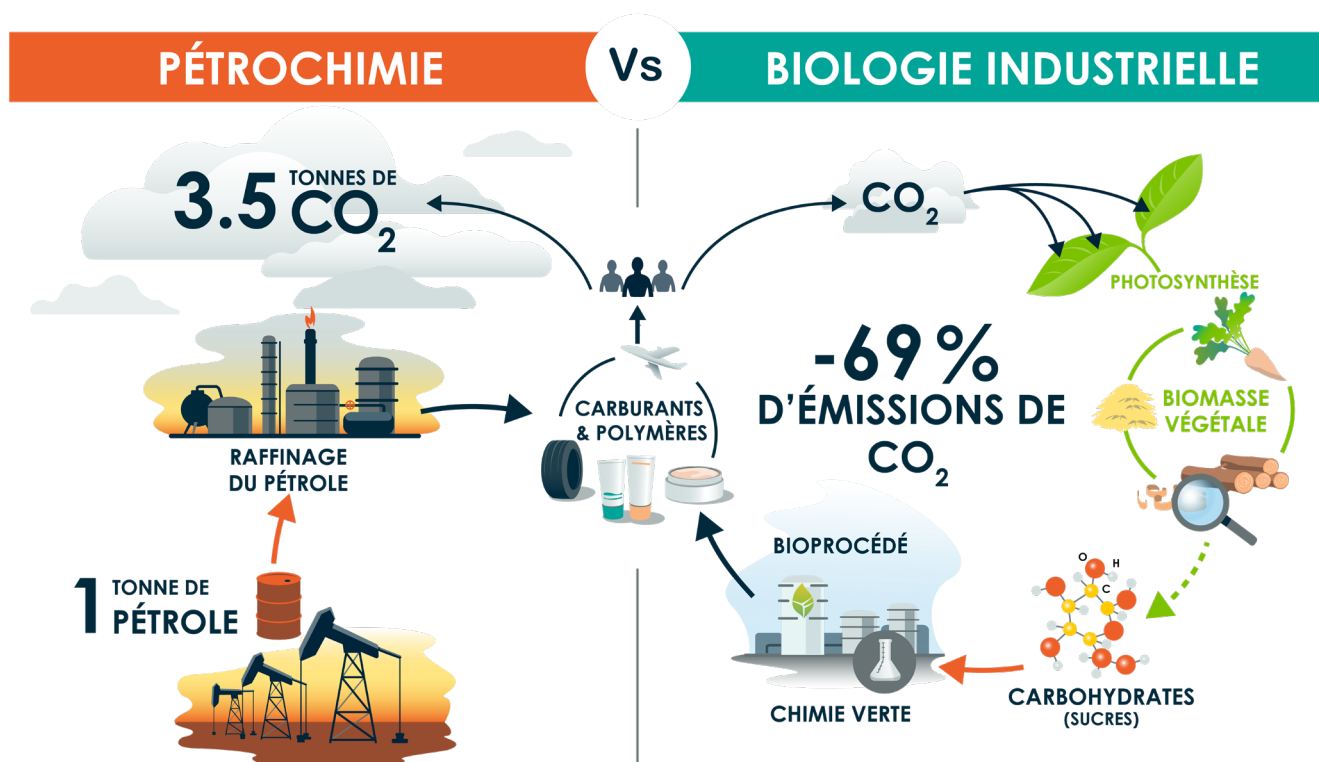 PÉTROCHIMIE
Vs
BIOLOGIE INDUSTRIELLE
3.5 TONNES DE
CO₂
CO₂
PHOTOSYNTHÈSE
-69 %
D'ÉMISSIONS DE
CO₂
BIOMASSE
VÉGÉTALE
CARBURANTS
& POLYMÈRES
RAFFINAGE
DU PÉTROLE
1 TONNE DE
PÉTROLE
BIOPROCÉDÉ
CHIMIE VERTE
O
H
C
CARBOHYDRATES
(SUCRES)